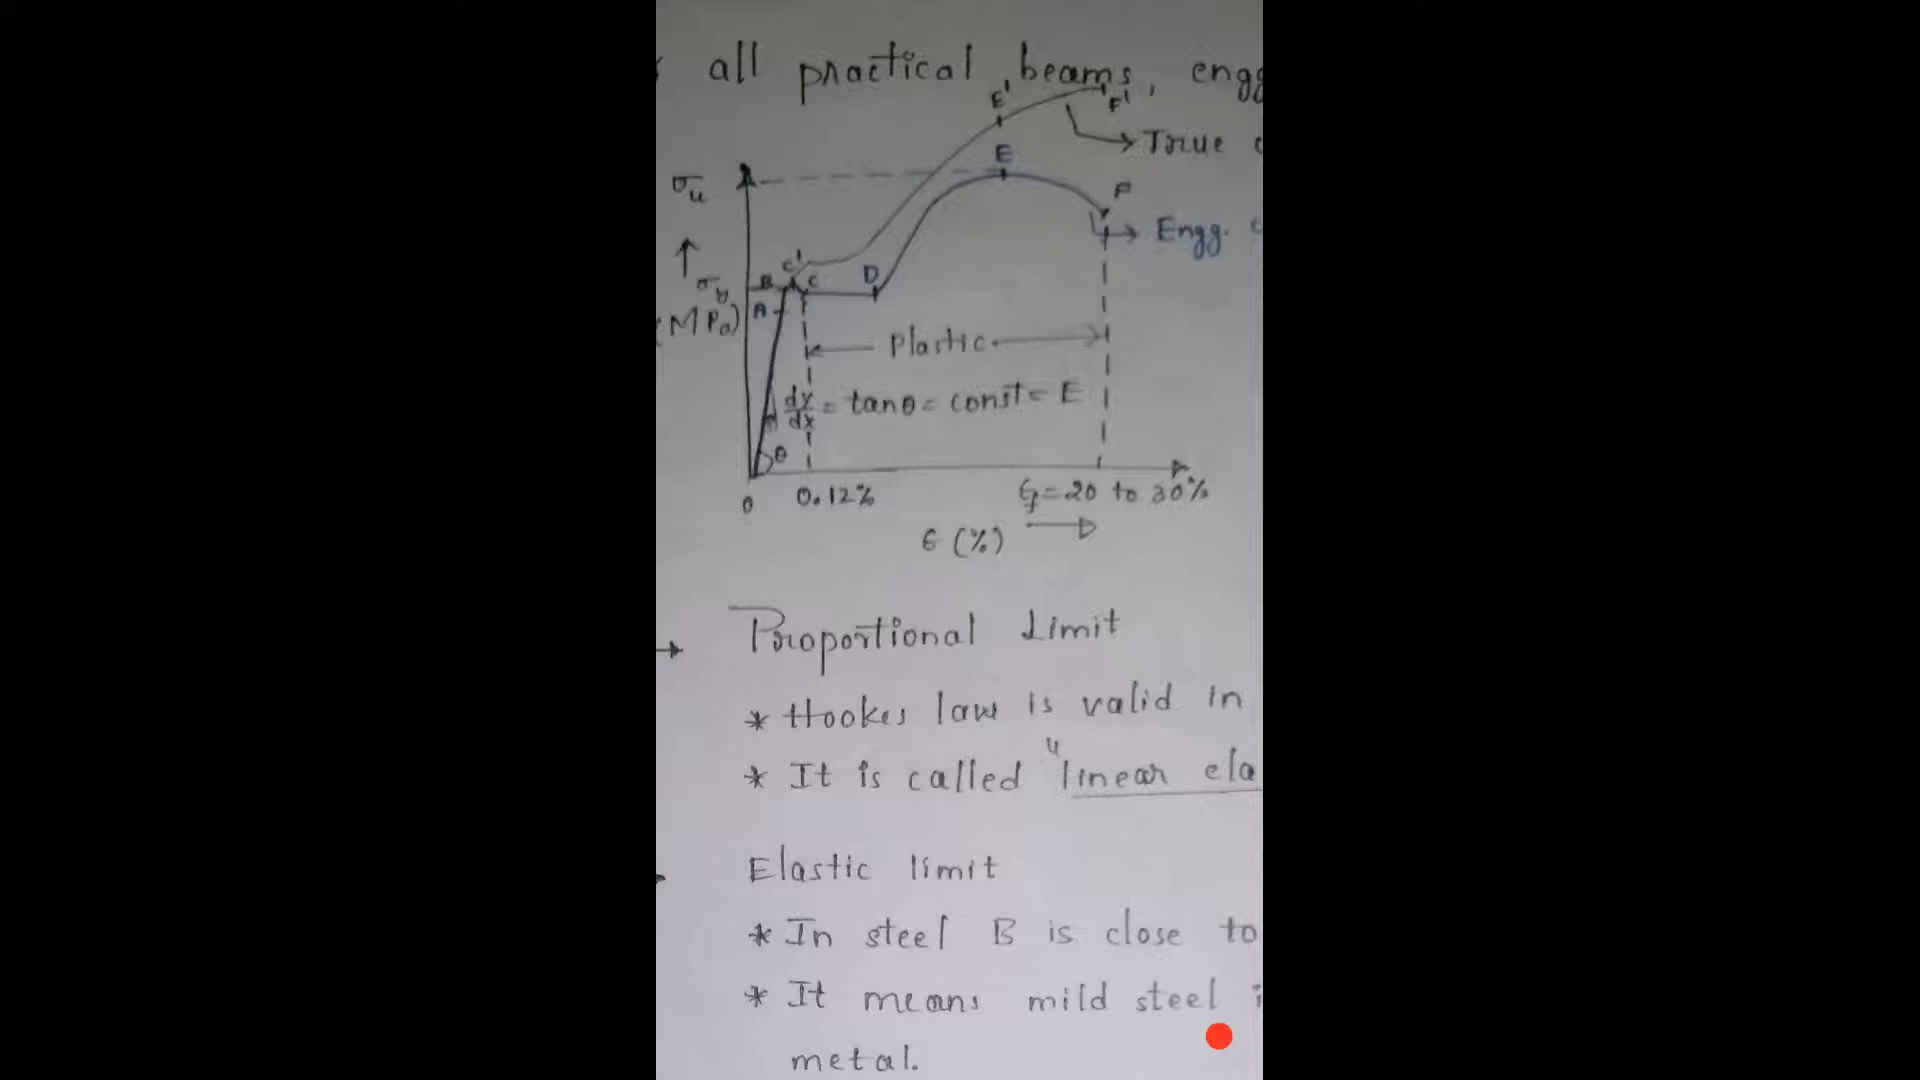 all practical beams, engg
E' F'
True
E
σu
F
Engg.
C'
B C D
σy
A
(MPa)
Plastic
dy/dx = tanθ = const = E
θ
0 0.12% εf = 20 to 30%
ε (%)
→ Proportional Limit
* Hookes law is valid in
* It is called "linear ela
Elastic limit
* In steel B is close to
* It means mild steel i
metal.